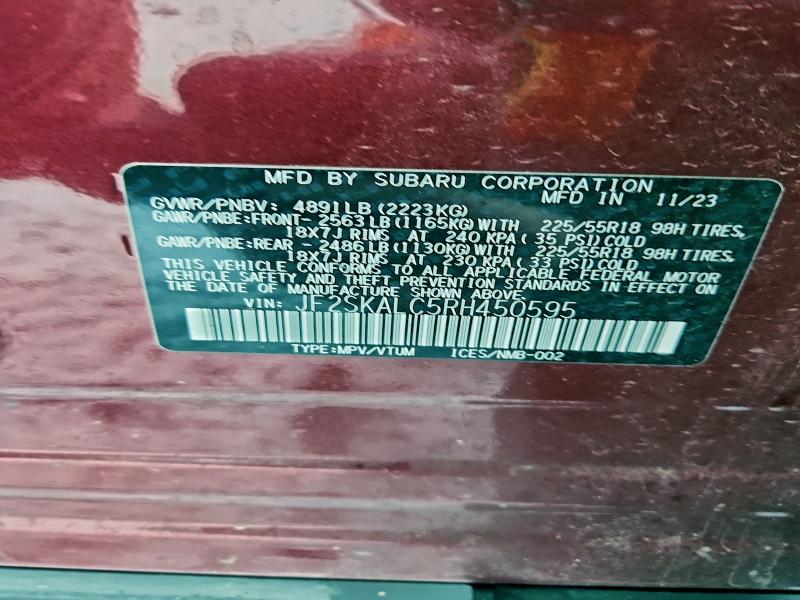 MFD BY SUBARU CORPORATION
MFD IN 11/23
GVWR/PNBV: 4891LB(2223KG)
GAWR/PNBE:FRONT- 2563LB(1165KG)WITH 225/55R18 98H TIRES,
18X7J RIMS AT 240 KPA( 35 PSI)COLD
GAWR/PNBE:REAR -2486LB(1130KG)WITH 225/55R18 98H TIRES,
18X7J RIMS AT 230 KPA( 33 PSI)COLD
THIS VEHICLE CONFORMS TO ALL APPLICABLE FEDERAL MOTOR
VEHICLE SAFETY AND THEFT PREVENTION STANDARDS IN EFFECT ON
THE DATE OF MANUFACTURE SHOWN ABOVE.
VIN: JF2SKALC5RH450595
TYPE:MPV/VTUM ICES/NMB-002